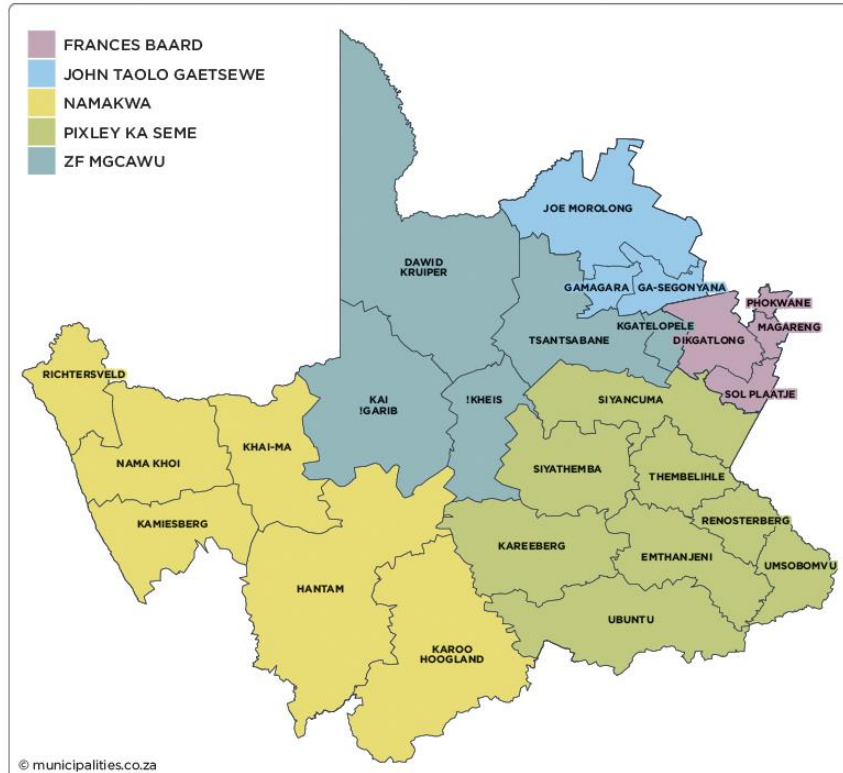 FRANCES BAARD
JOHN TAOLO GAETSEWE
NAMAKWA
PIXLEY KA SEME
ZF MGCAWU
JOE MOROLONG
DAWID
KRUIPER
GAMAGARA
GA-SEGONYANA
PHOKWANE
KGATELOPELE
MAGARENG
TSANTSABANE
DIKGATLONG
RICHTERSVELD
SOL PLAATJE
KAI
!GARIB
!KHEIS
SIYANCUMA
KHAI-MA
NAMA KHOI
SIYATHEMBA
THEMBELIHLE
KAMIESBERG
RENOSTERBERG
KAREEBERG
EMTHANJENI
UMSOBOMVU
HANTAM
UBUNTU
KAROO
HOOGLAND
© municipalities.co.za